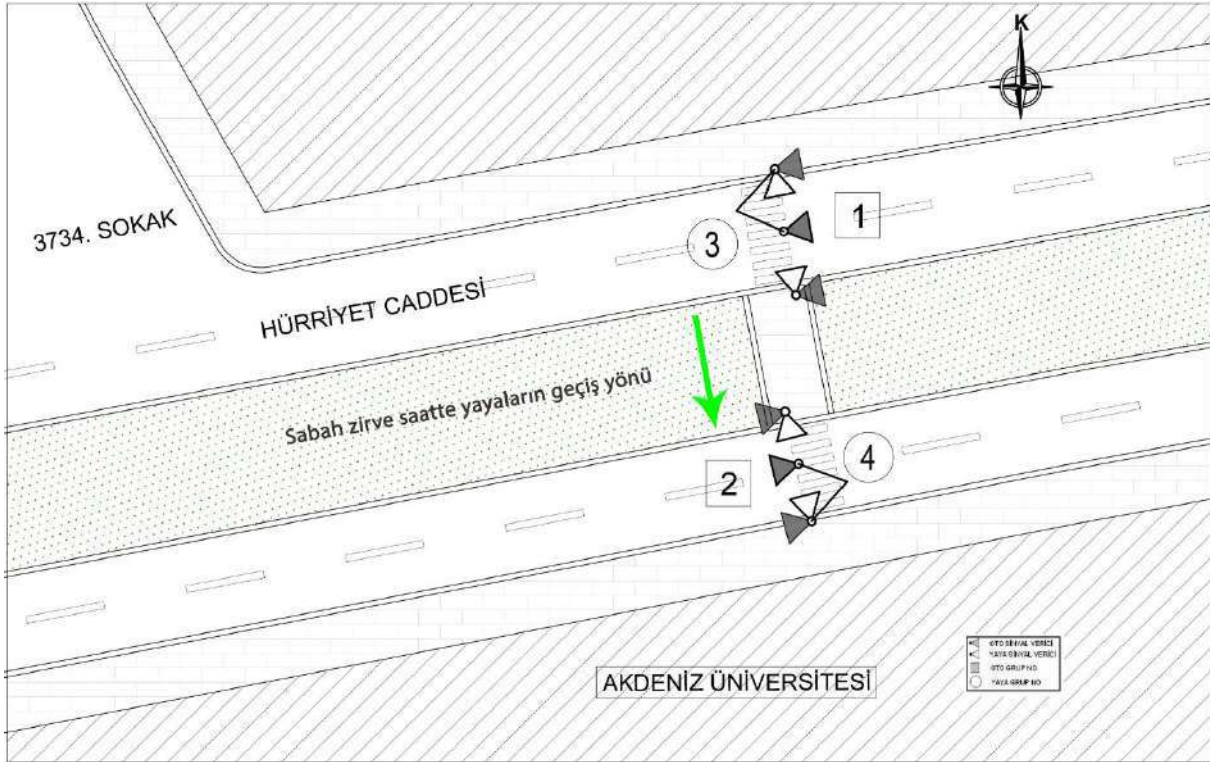 K
3734. SOKAK
1
3
HÜRRİYET CADDESİ
Sabah zirve saatte yayaların geçiş yönü
4
2
AKDENİZ ÜNİVERSİTESİ
OTO SİNYAL VERİCİ
YAYA SİNYAL VERİCİ
OTO GRUP NO
YAYA GRUP NO